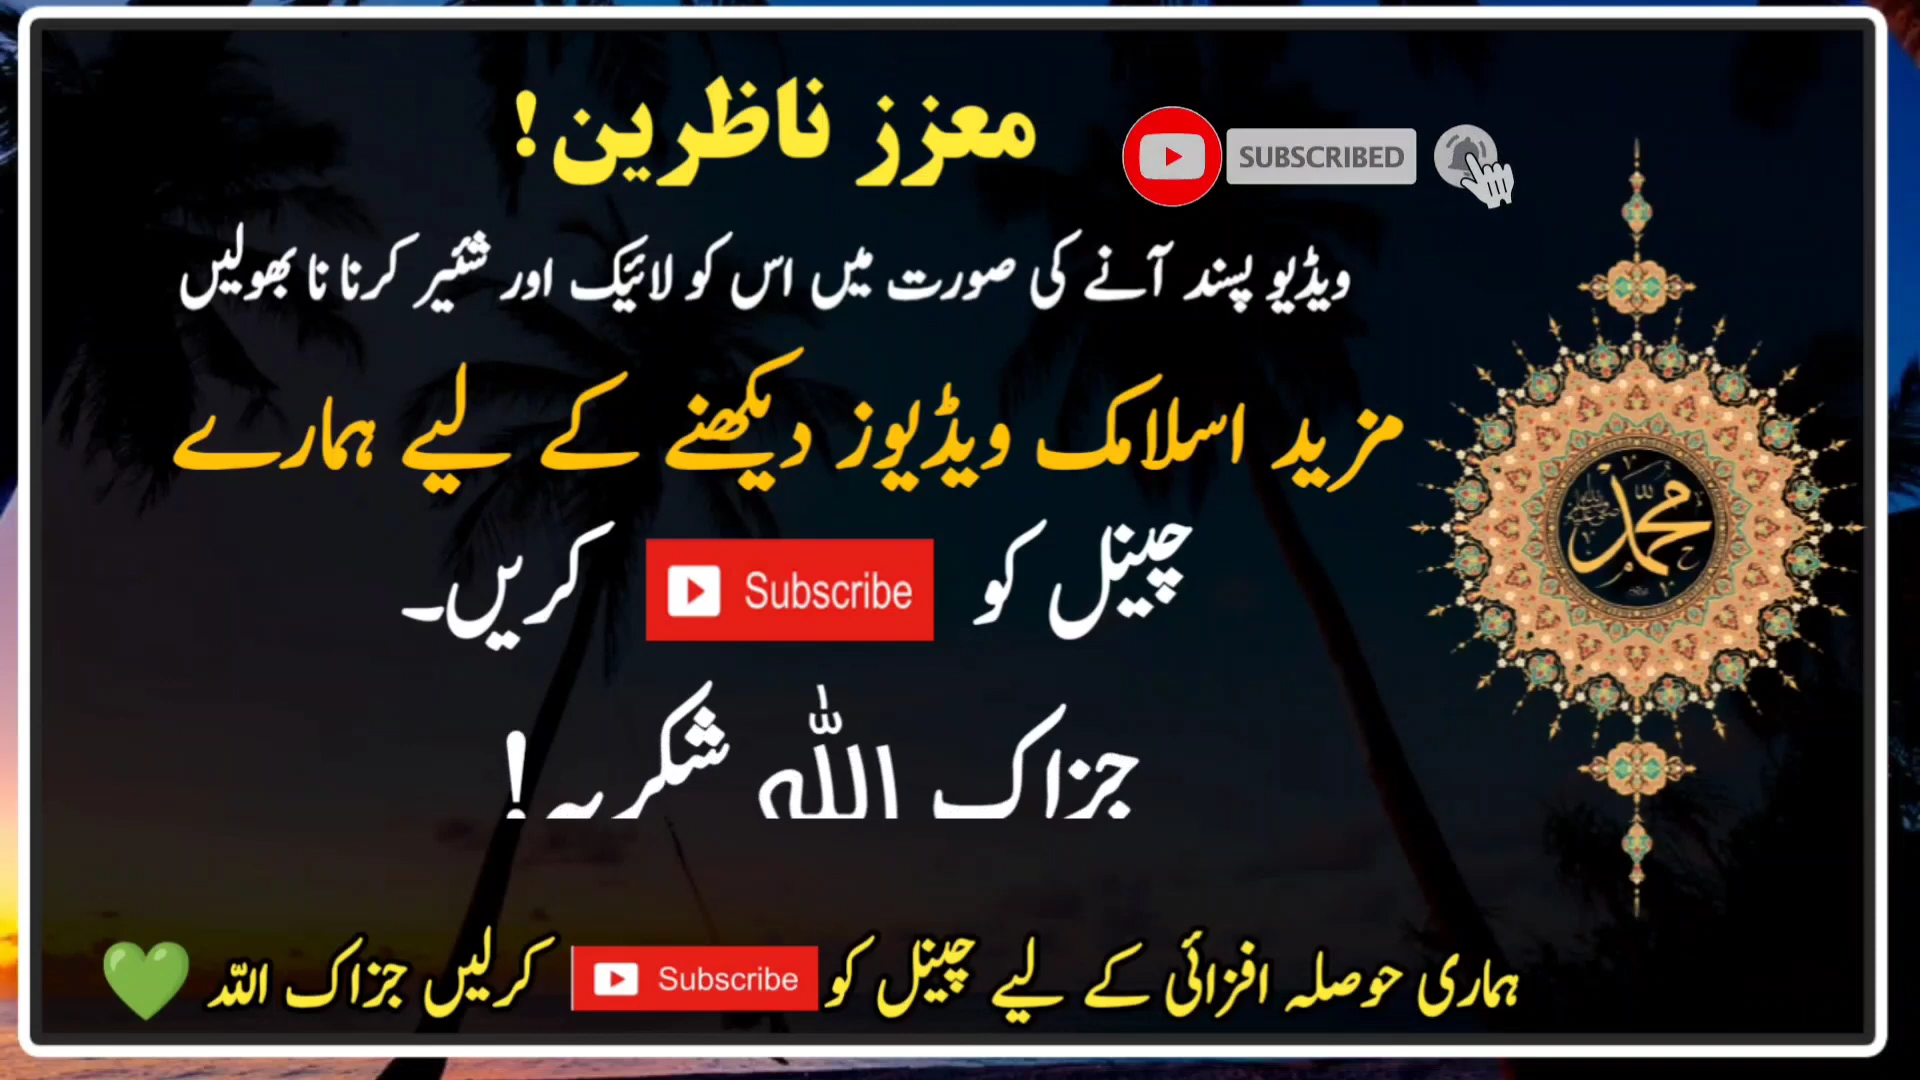 معزز ناظرین!
SUBSCRIBED
ویڈیو پسند آنے کی صورت میں اس کو لائیک اور شئیر کرنا نا بھولیں
مزید اسلامک ویڈیوز دیکھنے کے لیے ہمارے
چینل کو Subscribe کریں۔
محمد
جزاک اللہ شکریہ!
ہماری حوصلہ افزائی کے لیے چینل کو Subscribe کرلیں جزاک اللہ